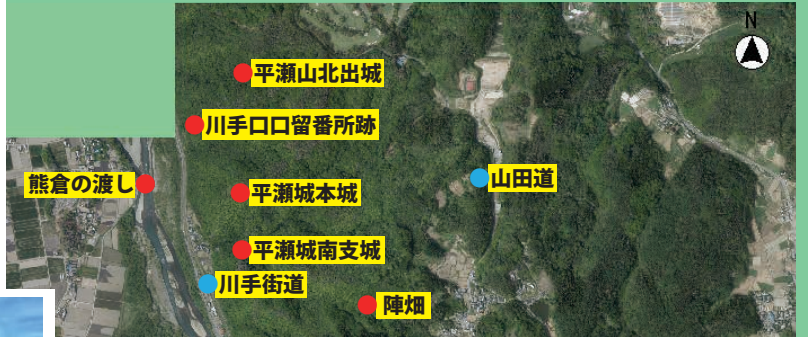 N
平瀬山北出城
川手口口留番所跡
熊倉の渡し
平瀬城本城
山田道
平瀬城南支城
川手街道
陣畑